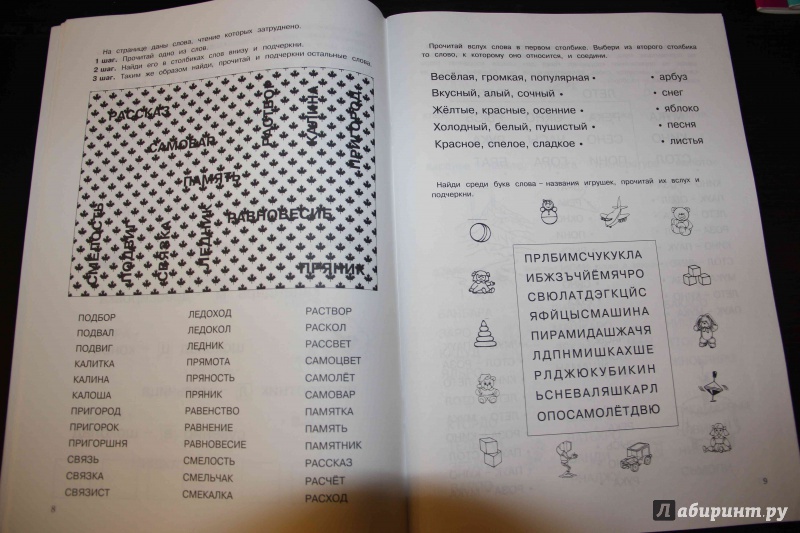 На странице даны слова, чтение которых затруднено.
1 шаг. Прочитай одно из слов.
2 шаг. Найди его в столбиках слов внизу и подчеркни.
3 шаг. Таким же образом найди, прочитай и подчеркни остальные слова.
РАССКАЗ
РАСТВОР
КАЛИНА
ПРИГОРОД
САМОВАР
ПАМЯТЬ
СМЕЛОСТЬ
ПОДВИГ
СВЯЗКА
ЛЕДНИК
РАВНОВЕСИЕ
ПРЯНИК
ПОДБОР ЛЕДОХОД РАСТВОР
ПОДВАЛ ЛЕДОКОЛ РАСКОЛ
ПОДВИГ ЛЕДНИК РАССВЕТ
КАЛИТКА ПРЯМОТА САМОЦВЕТ
КАЛИНА ПРЯНОСТЬ САМОЛЁТ
КАЛОША ПРЯНИК САМОВАР
ПРИГОРОД РАВЕНСТВО ПАМЯТКА
ПРИГОРОК РАВНЕНИЕ ПАМЯТЬ
ПРИГОРШНЯ РАВНОВЕСИЕ ПАМЯТНИК
СВЯЗЬ СМЕЛОСТЬ РАССКАЗ
СВЯЗКА СМЕЛЬЧАК РАСЧЁТ
СВЯЗИСТ СМЕКАЛКА РАСХОД
8
Прочитай вслух слова в первом столбике. Выбери из второго столбика
то слово, к которому оно относится, и соедини.
Весёлая, громкая, популярная • • арбуз
Вкусный, алый, сочный • • снег
Жёлтые, красные, осенние • • яблоко
Холодный, белый, пушистый • • песня
Красное, спелое, сладкое • • листья
Найди среди букв слова – названия игрушек, прочитай их вслух и
подчеркни.
ПРЛБИМСЧУКУКЛА
ИБЖЗЪЧЙЁМЯЧРО
СВЮЛАТДЭГКЦЙС
ЯФЙЦЫСМАШИНА
ПИРАМИДАШЖАЧЯ
ЛДПНМИШКАХШЕ
РЛДЖЮКУБИКИН
ЬСНЕВАЛЯШКАРЛ
ОПОСАМОЛЁТДВЮ
9
Лабиринт.ру